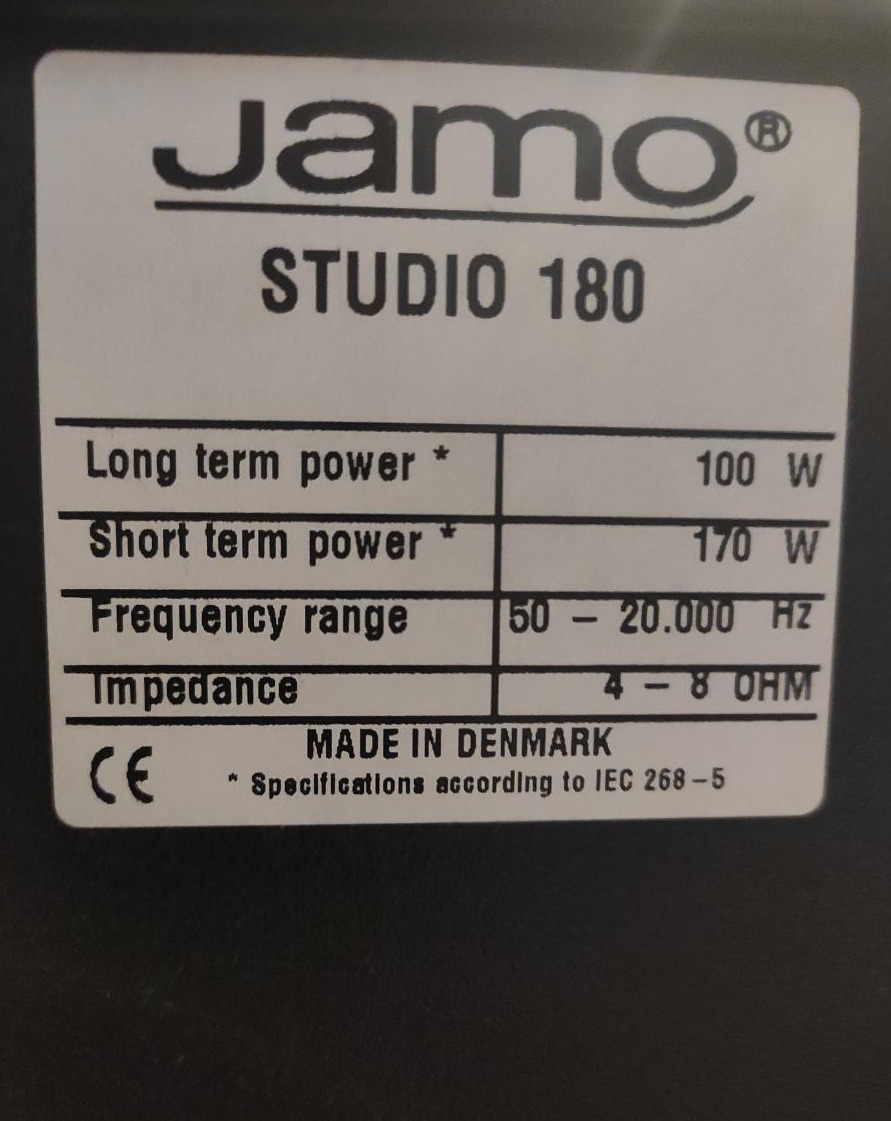 Jamo®
STUDIO 180
Long term power * 100 W
Short term power * 170 W
Frequency range 50 – 20.000 Hz
Impedance 4 – 8 OHM
MADE IN DENMARK
CE * Specifications according to IEC 268-5